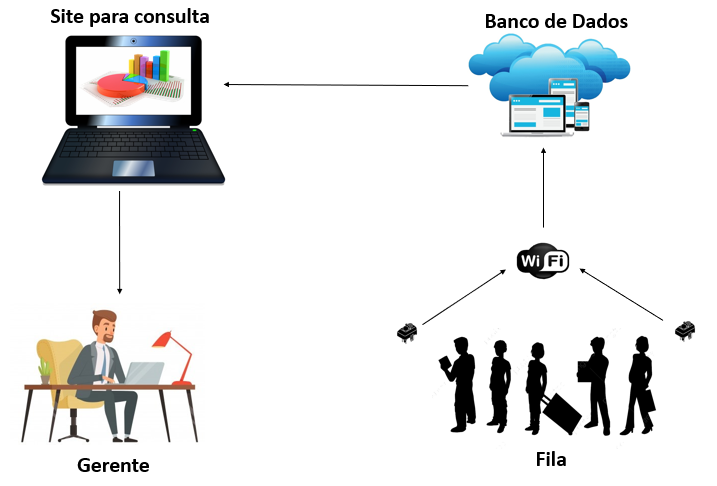 Site para consulta
Banco de Dados
Wi Fi
Gerente
Fila